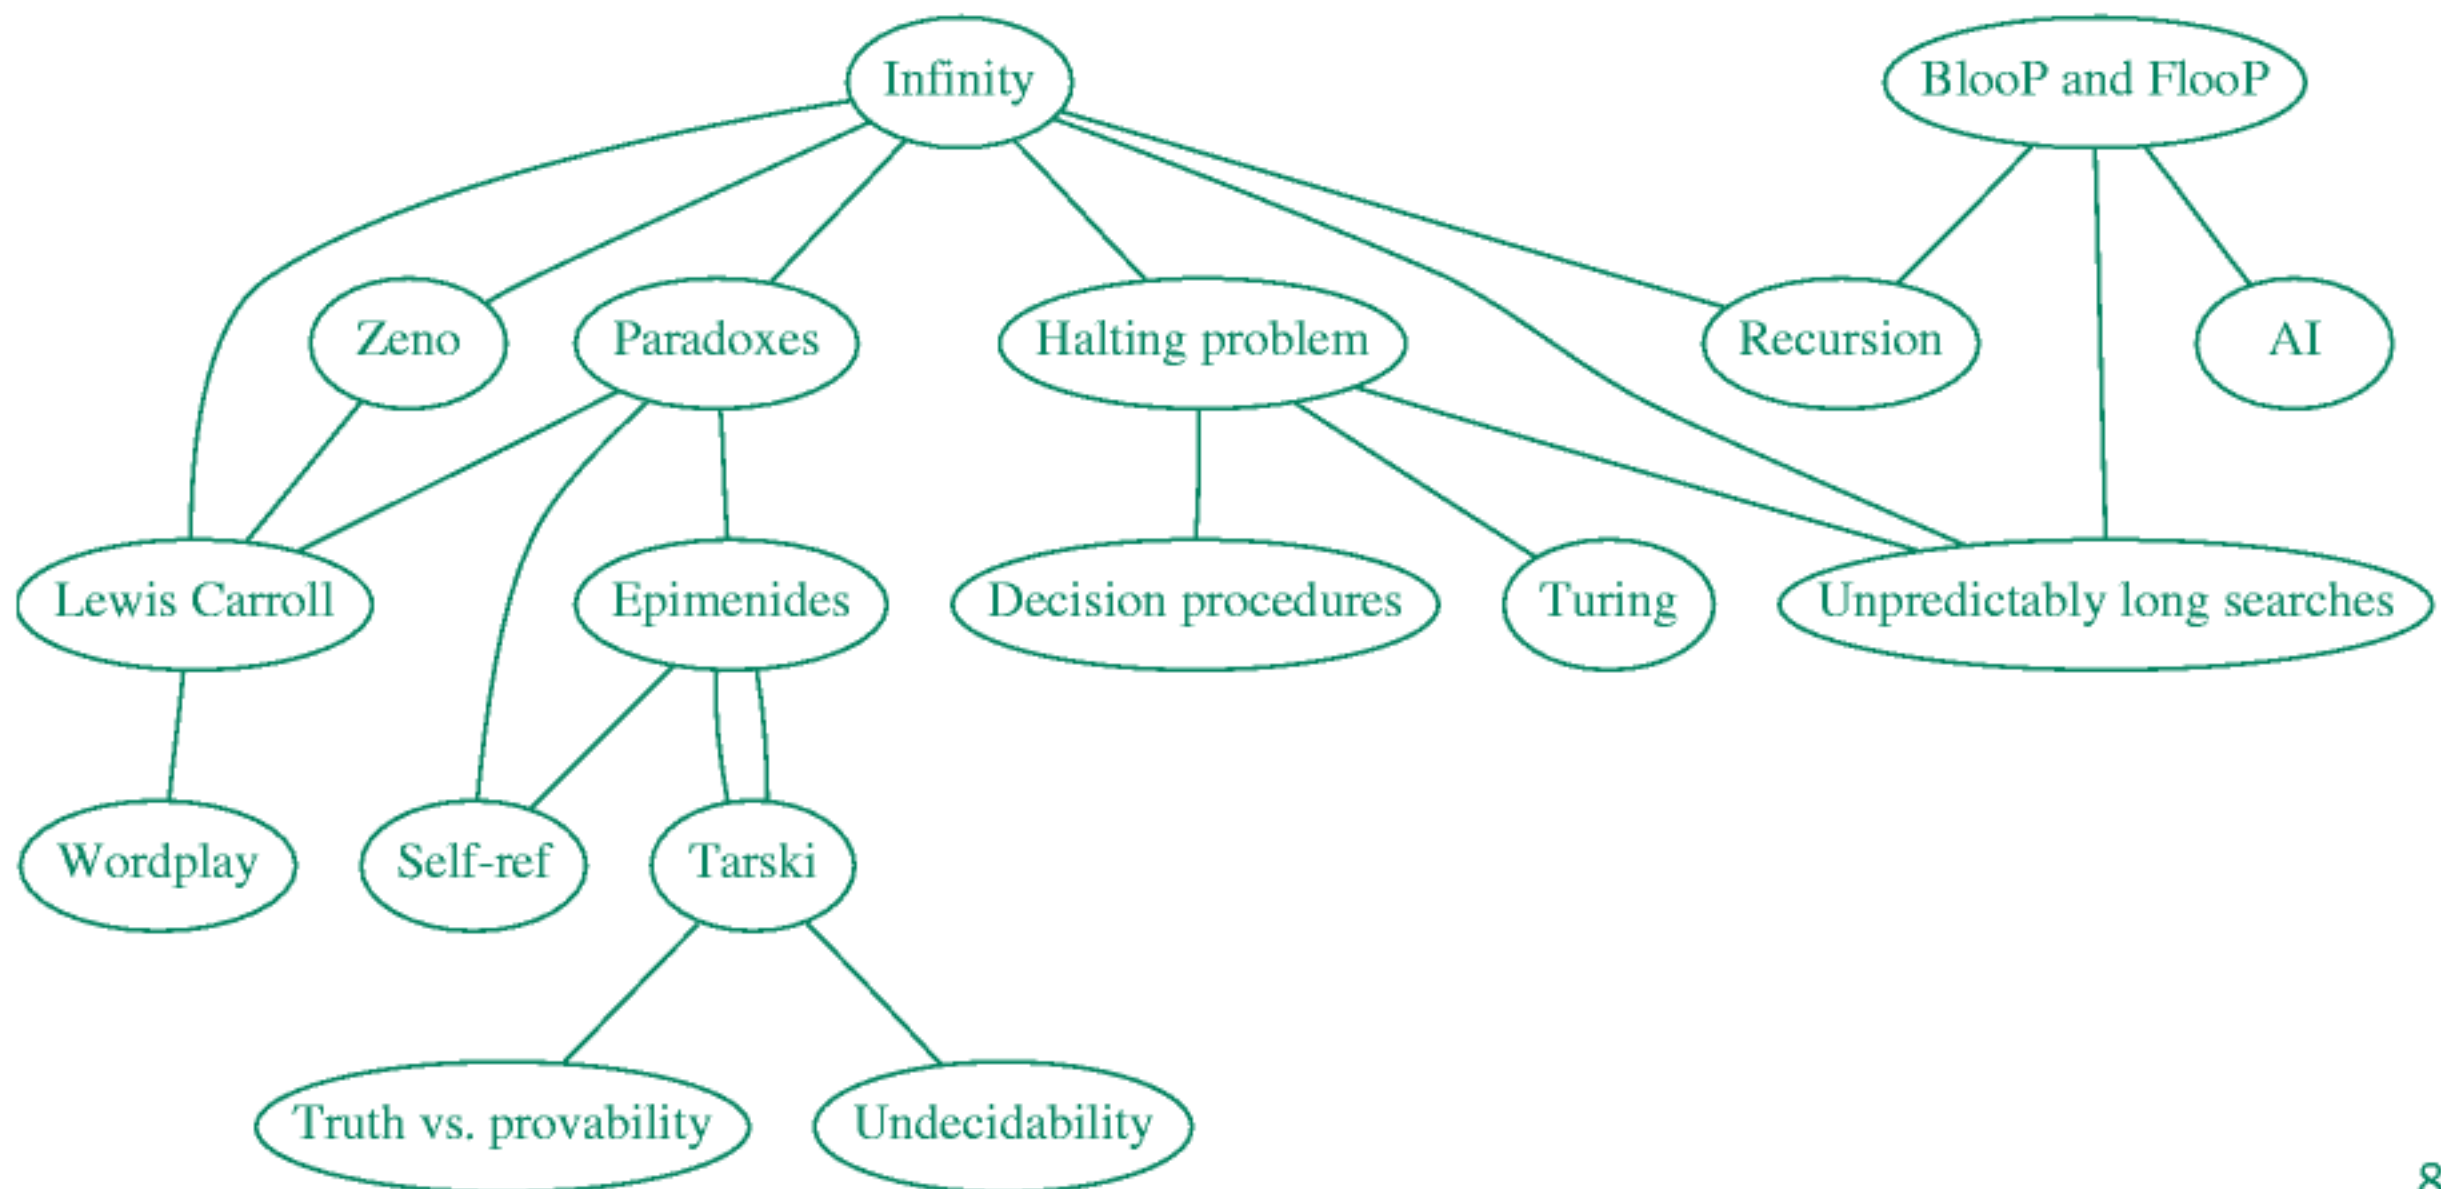 Infinity
BlooP and FlooP
Zeno
Paradoxes
Halting problem
Recursion
AI
Lewis Carroll
Epimenides
Decision procedures
Turing
Unpredictably long searches
Wordplay
Self-ref
Tarski
Truth vs. provability
Undecidability
8